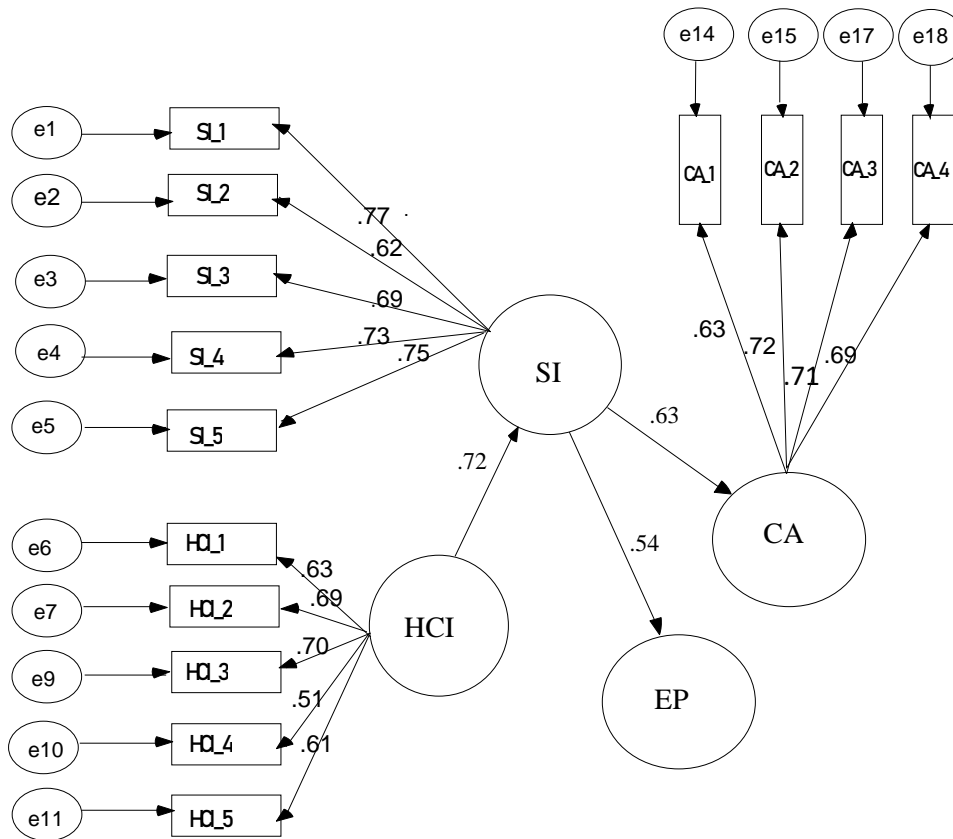 e14
e15
e17
e18
e1
SI_1
CA_1
CA_2
CA_3
CA_4
e2
SI_2
.77
.62
e3
SI_3
.69
e4
SI_4
.73
.75
.63
.72
.71
.69
SI
e5
SI_5
.63
.72
CA
.54
e6
HCI_1
.63
e7
HCI_2
.69
HCI
e9
HCI_3
.70
EP
.51
e10
HCI_4
.61
e11
HCI_5